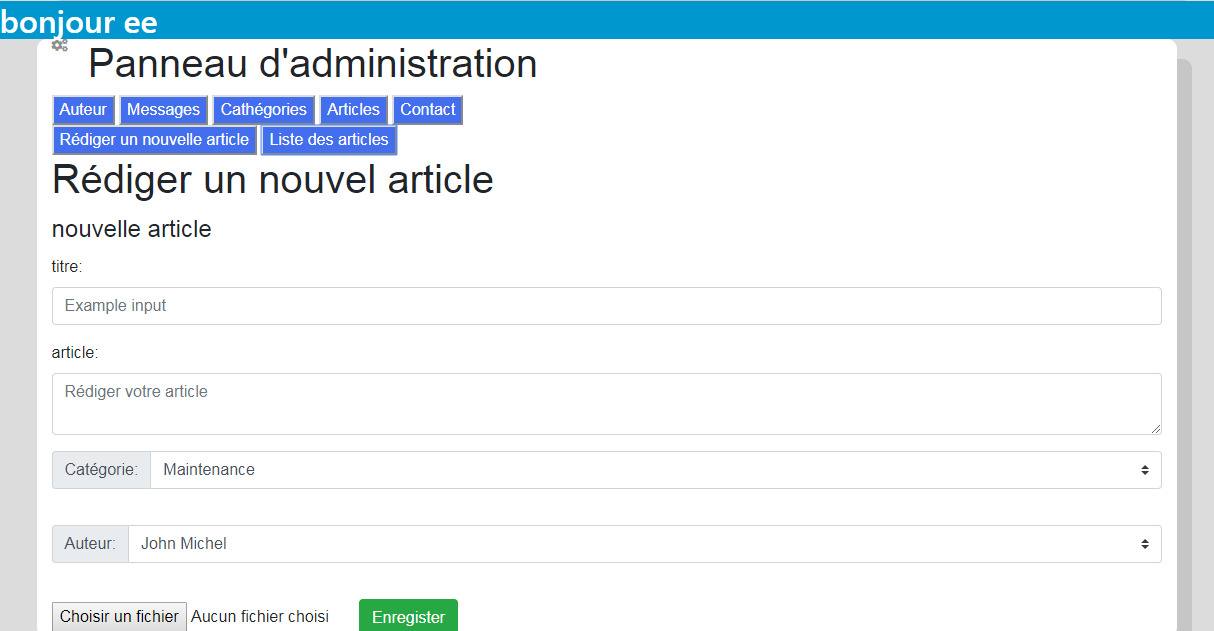 bonjour ee
Panneau d'administration
Auteur Messages Cathégories Articles Contact
Rédiger un nouvelle article Liste des articles
Rédiger un nouvel article
nouvelle article
titre:
Example input
article:
Rédiger votre article
Catégorie: Maintenance
Auteur: John Michel
Choisir un fichier Aucun fichier choisi Enregister